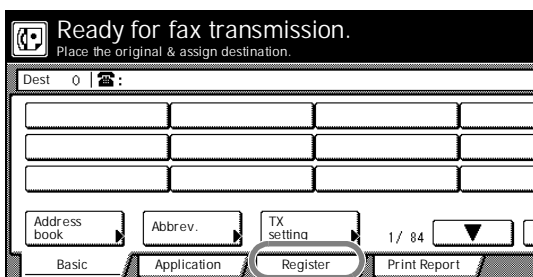 Ready for fax transmission.
Place the original & assign destination.
Dest 0 ☎:
Address book
Abbrev.
TX setting
1/ 84
Basic
Application
Register
Print Report